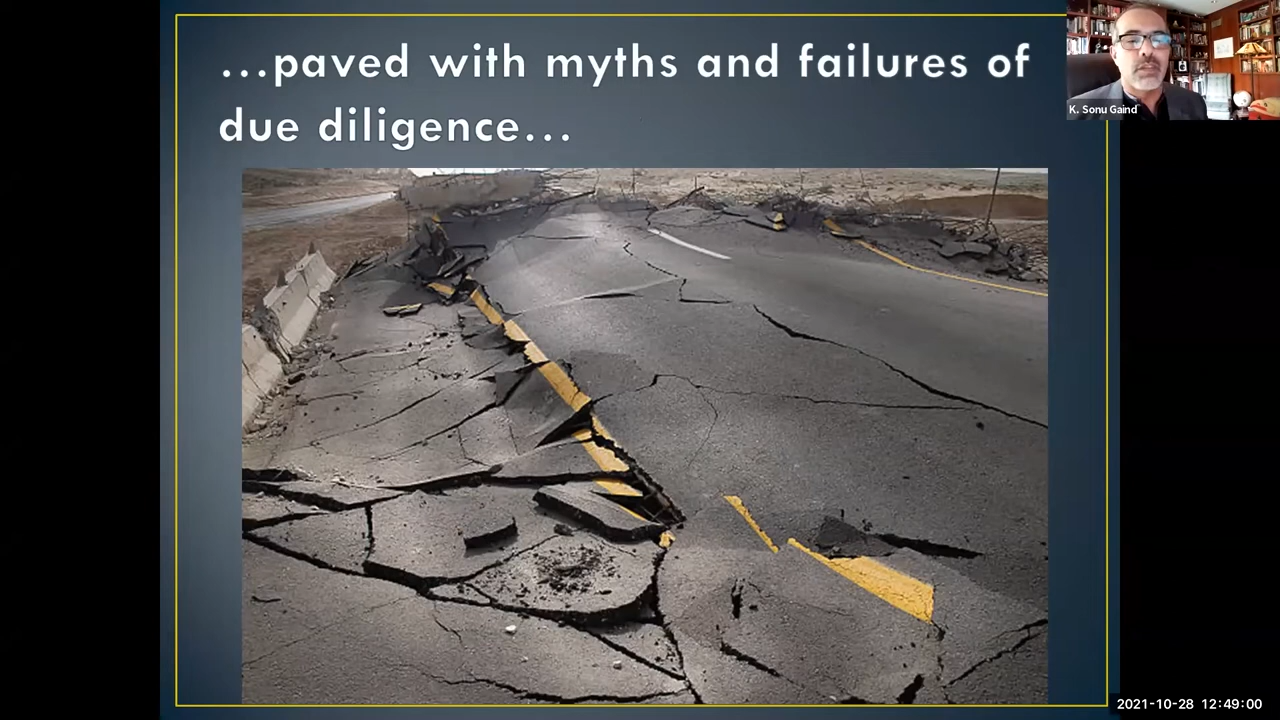 ...paved with myths and failures of
due diligence...
K. Sonu Gaind
2021-10-28 12:49:00